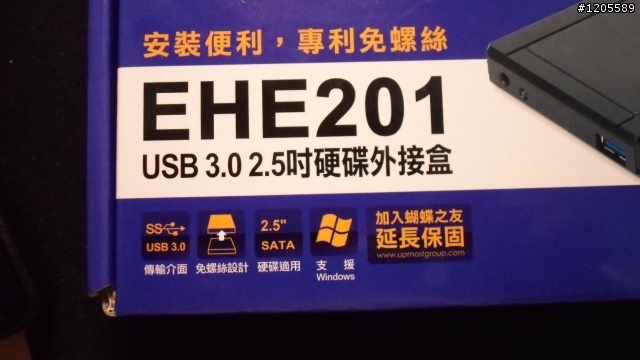 #1205589
安裝便利，專利免螺絲
EHE201
USB 3.0 2.5吋硬碟外接盒
SS
USB 3.0
傳輸介面
免螺絲設計
2.5"
SATA
硬碟適用
支 援
Windows
加入蝴蝶之友
延長保固
www.upmostgroup.com